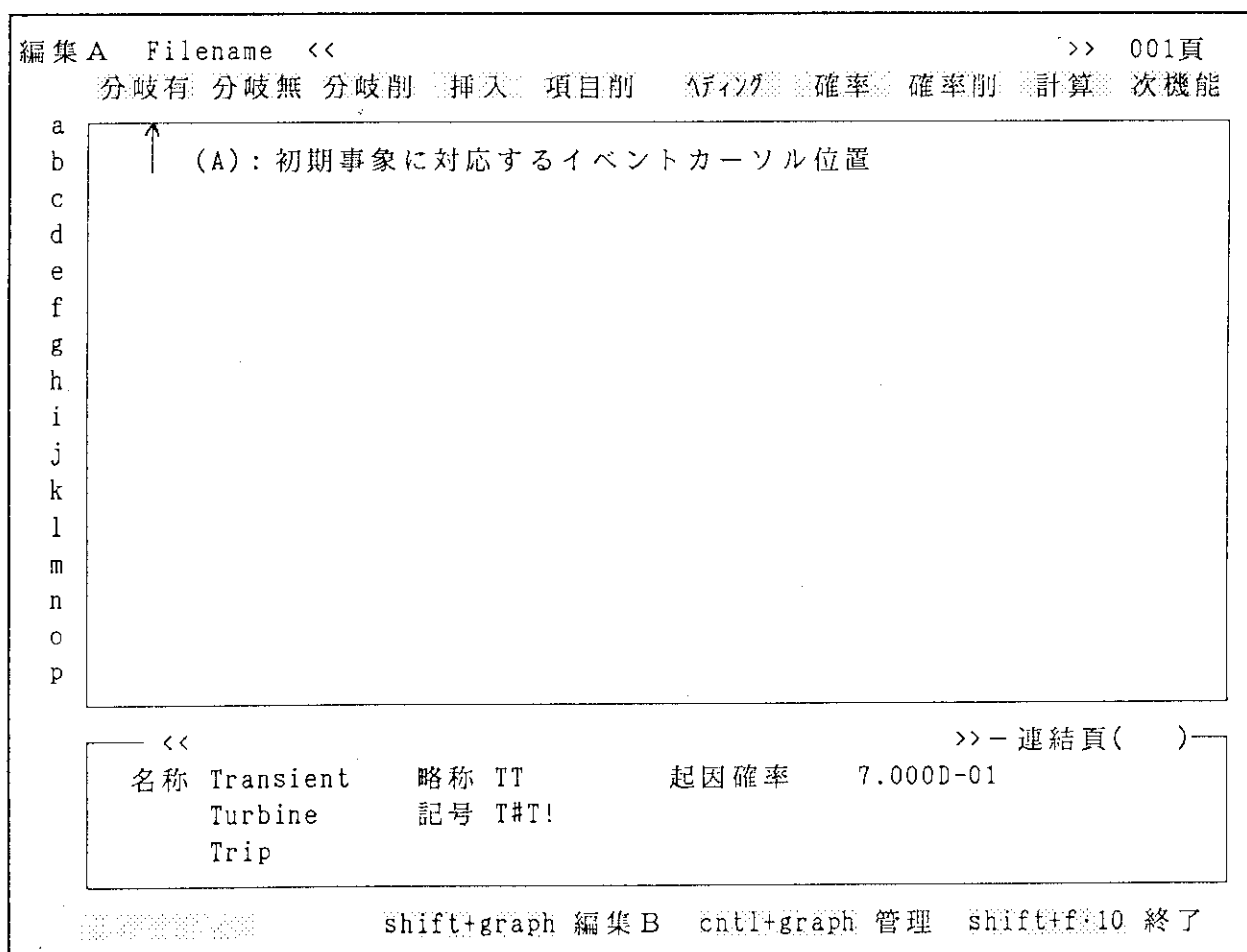 編集A Filename << >> 001頁
分岐有 分岐無 分岐削 挿入 項目削 ヘディング 確率 確率削 計算 次機能
a
b (A):初期事象に対応するイベントカーソル位置
c
d
e
f
g
h
i
j
k
l
m
n
o
p
<< >>-連結頁( )
名称 Transient 略称 TT 起因確率 7.000D-01
Turbine 記号 T#T!
Trip
shift+graph 編集B cntl+graph 管理 shift+f・10 終了